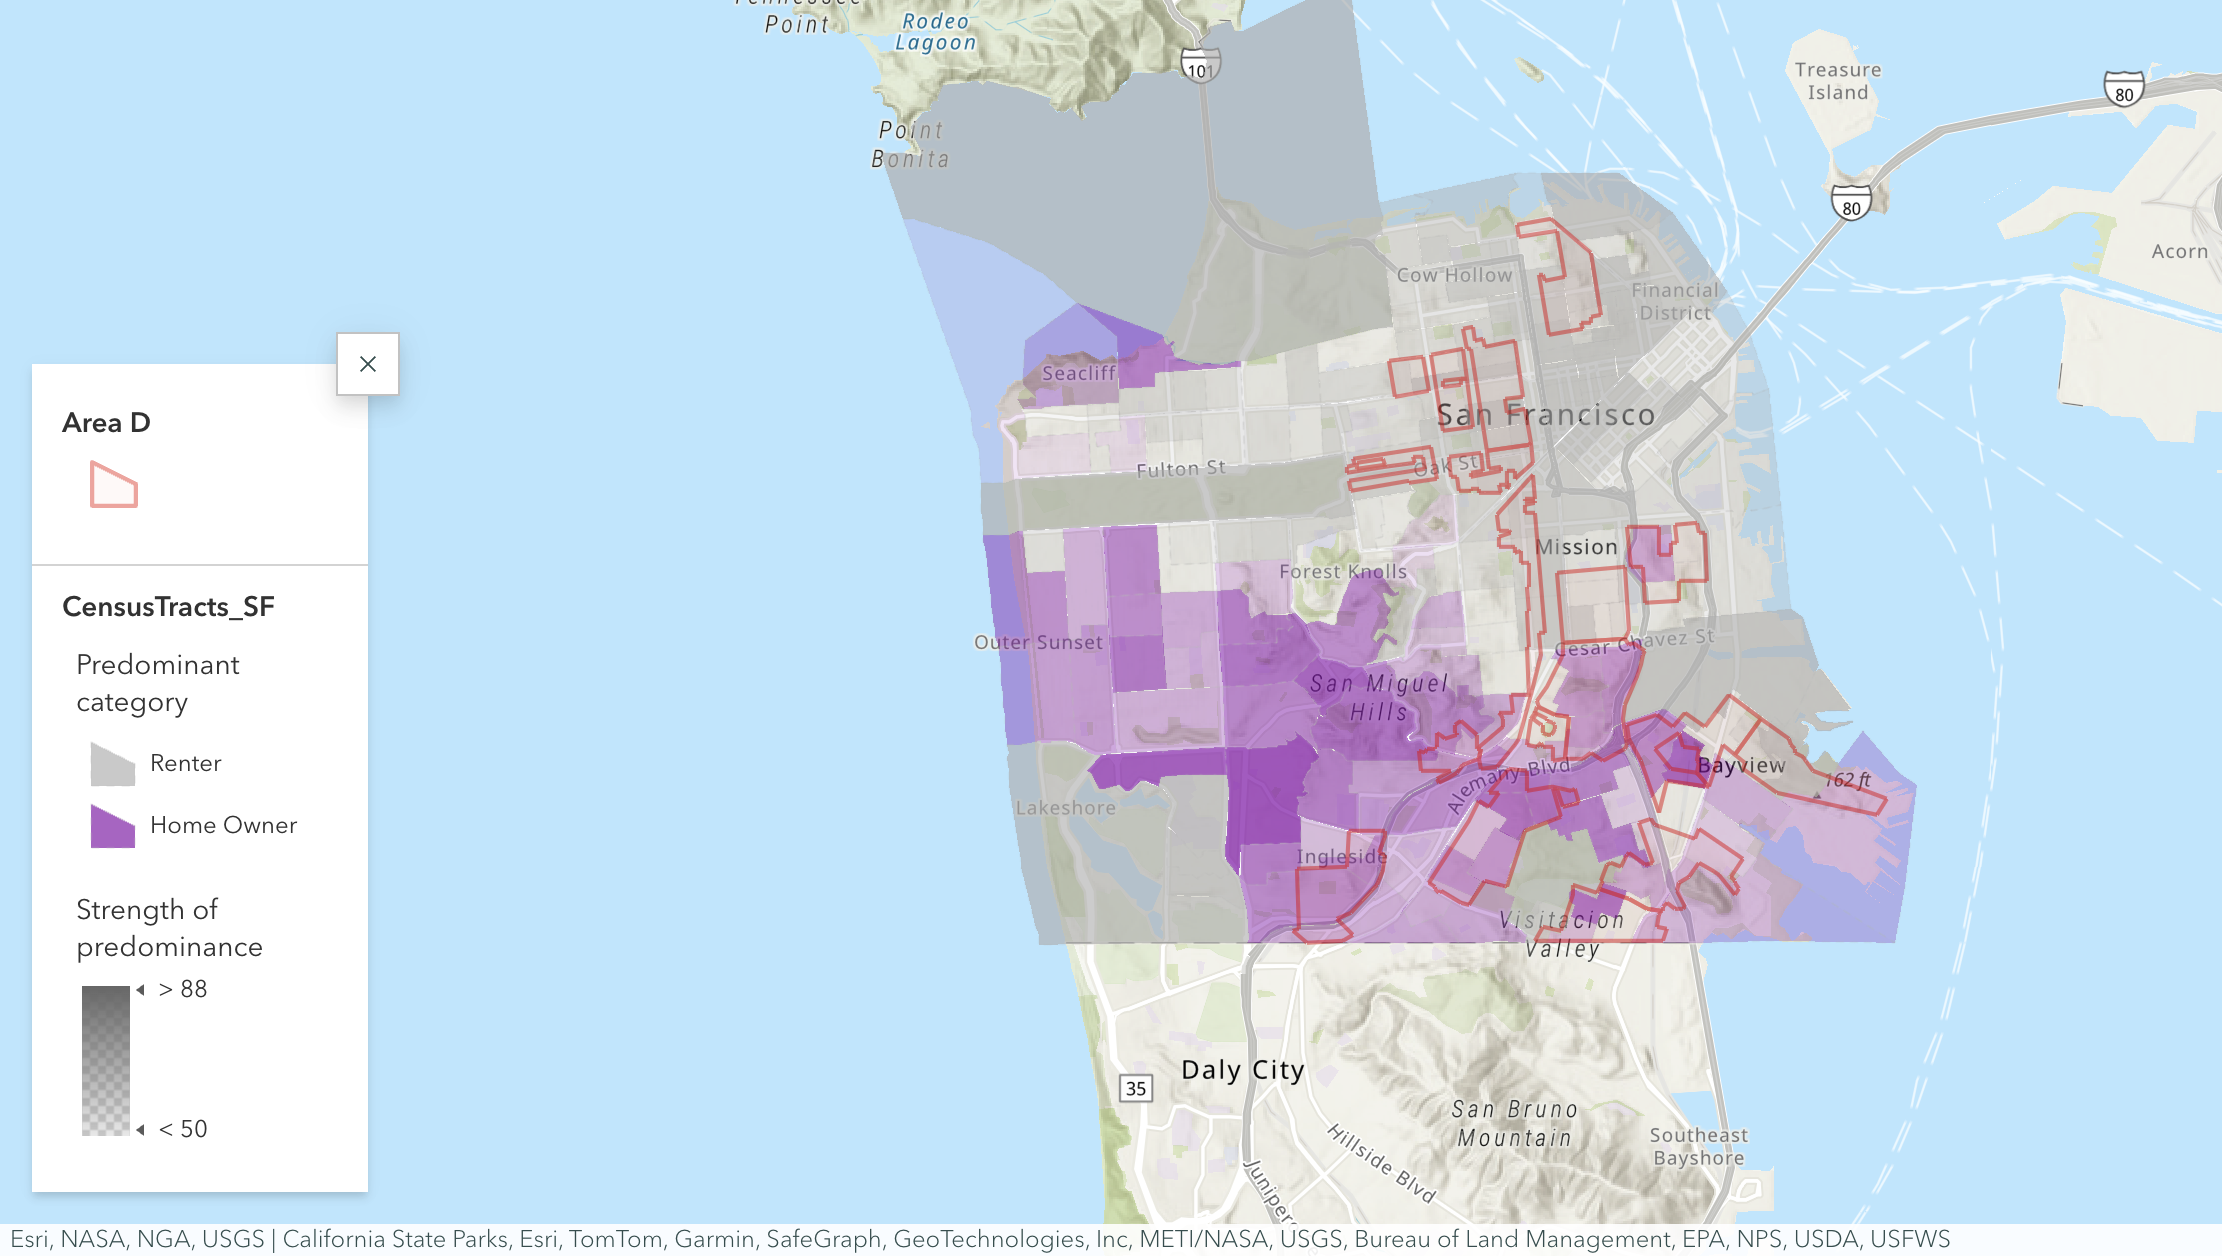 Tennessee
Point
Rodeo
Lagoon
101
Treasure
Island
80
Point
Bonita
80
Acorn
Cow Hollow
Financial
District
Seacliff
San Francisco
Fulton St
Oak St
Mission
Forest Knolls
Outer Sunset
Cesar Chavez St
San Miguel
Hills
Alemany Blvd
Bayview
162 ft
Lakeshore
Ingleside
Visitacion
Valley
Daly City
35
San Bruno
Mountain
Hillside Blvd
Southeast
Bayshore
Area D
CensusTracts_SF
Predominant
category
Renter
Home Owner
Strength of
predominance
> 88
< 50
Esri, NASA, NGA, USGS | California State Parks, Esri, TomTom, Garmin, SafeGraph, GeoTechnologies, Inc, METI/NASA, USGS, Bureau of Land Management, EPA, NPS, USDA, USFWS